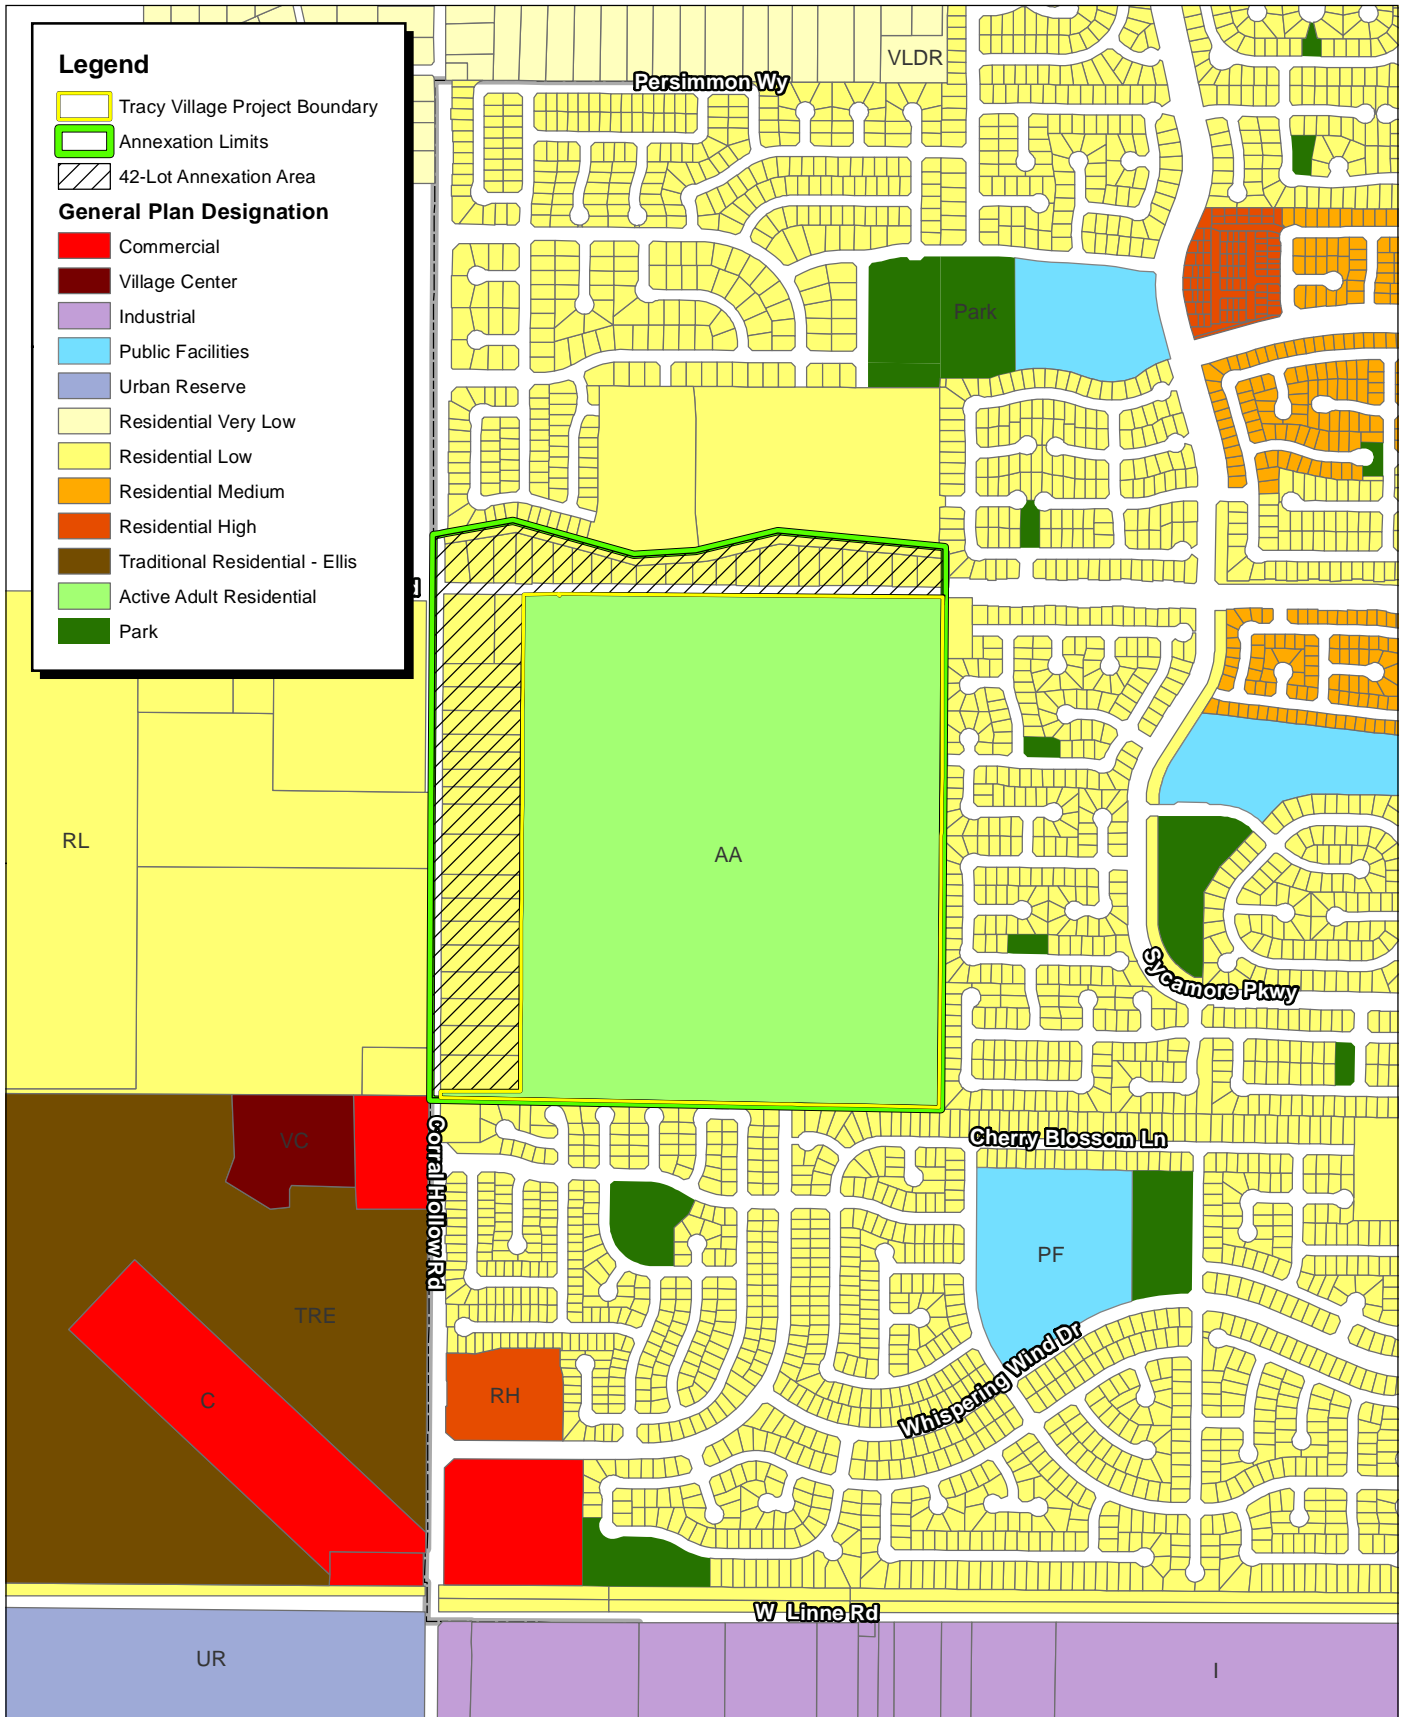 Legend
Tracy Village Project Boundary
Annexation Limits
42-Lot Annexation Area
General Plan Designation
Commercial
Village Center
Industrial
Public Facilities
Urban Reserve
Residential Very Low
Residential Low
Residential Medium
Residential High
Traditional Residential - Ellis
Active Adult Residential
Park
VLDR
Persimmon Wy
Park
d
RL
AA
Sycamore Pkwy
Cherry Blossom Ln
VC
Corral Hollow Rd
PF
TRE
Whispering Wind Dr
RH
C
W Linne Rd
UR
I